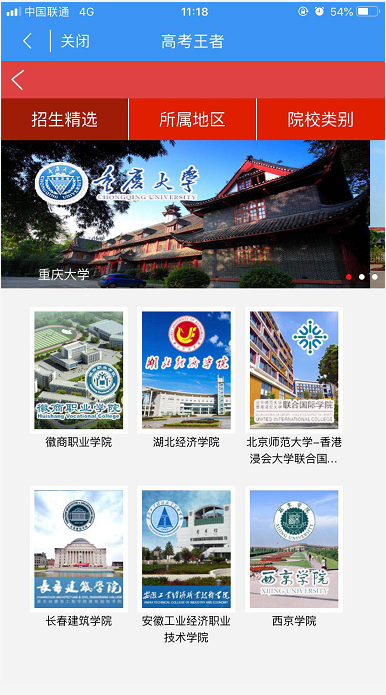 中国联通 4G 11:18 54%
关闭 高考王者
招生精选 所属地区 院校类别
重庆大学
CHONGQING UNIVERSITY
重庆大学
徽商职业学院
Huishang Vocational College
湖北经济学院
联合国际学院
UNITED INTERNATIONAL COLLEGE
徽商职业学院 湖北经济学院 北京师范大学-香港
浸会大学联合国...
长春建筑学院
安徽工业经济职业技术学院
ANHUI TECHNICAL COLLEGE OF INDUSTRY AND ECONOMY
西京学院
XIJING UNIVERSITY
长春建筑学院 安徽工业经济职业 西京学院
技术学院